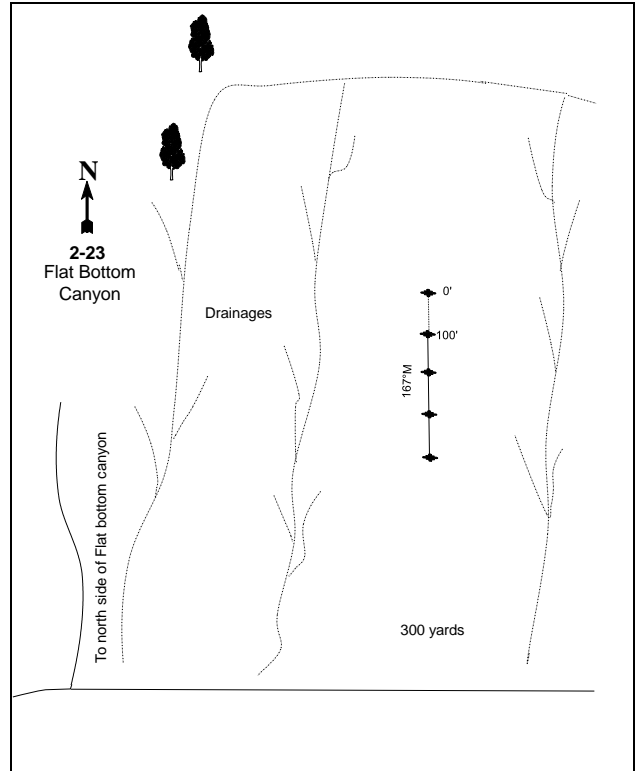 N
2-23
Flat Bottom
Canyon
Drainages
0'
100'
167°M
To north side of Flat bottom canyon
300 yards